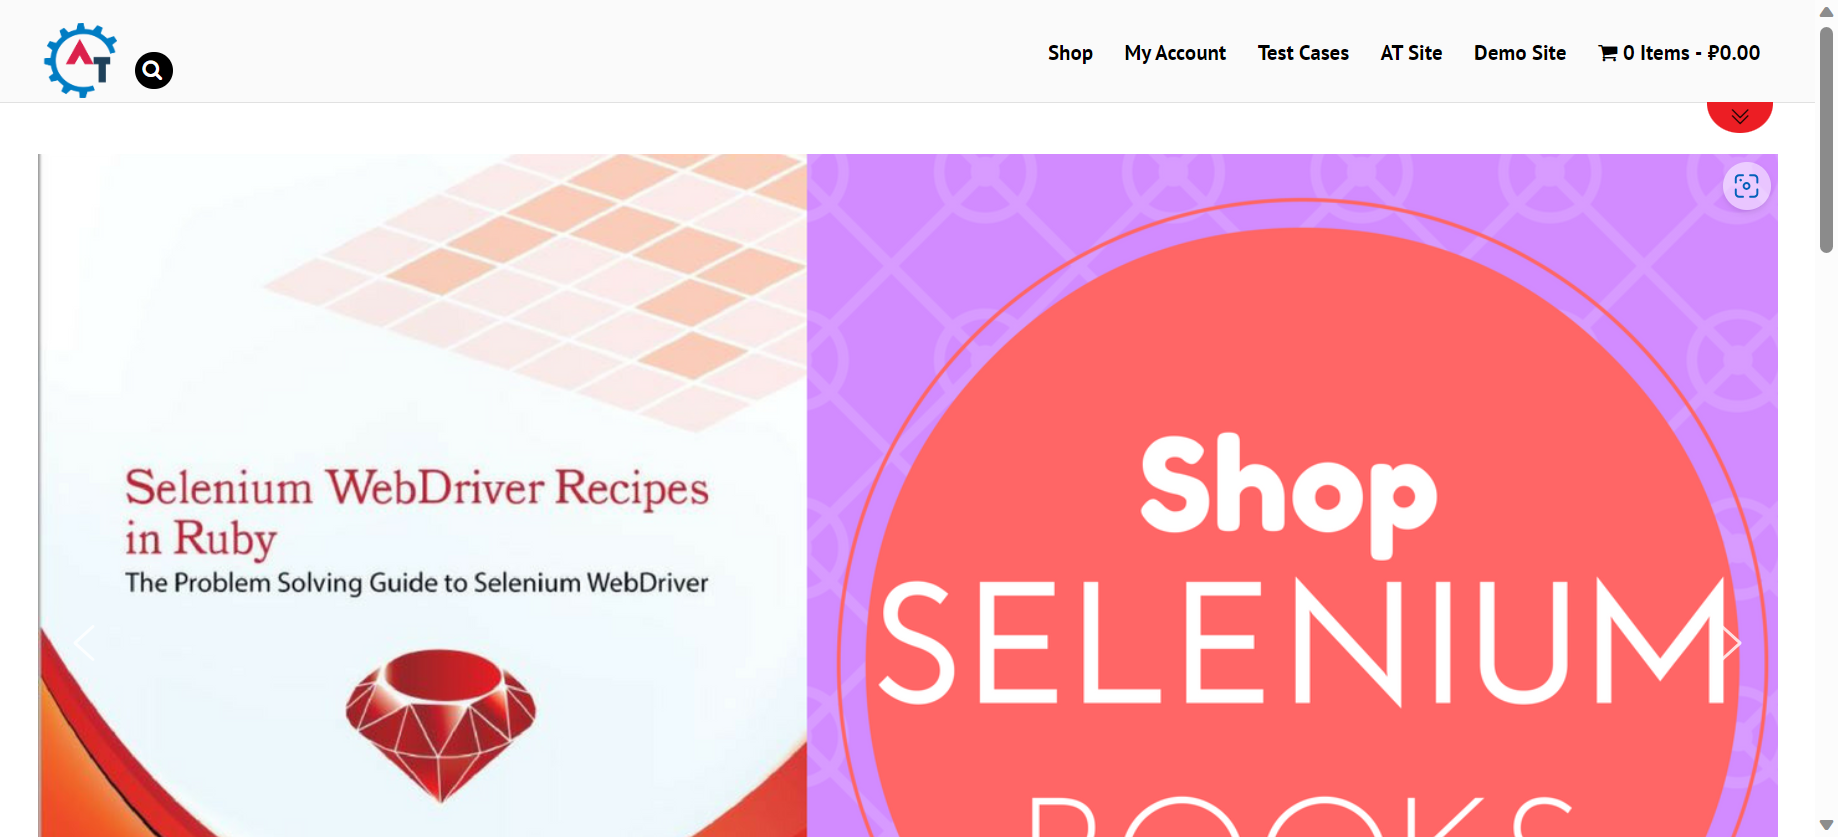 AT
Shop
My Account
Test Cases
AT Site
Demo Site
0 Items - ₽0.00
Selenium WebDriver Recipes
in Ruby
The Problem Solving Guide to Selenium WebDriver
Shop
SELENIUM
BOOKS